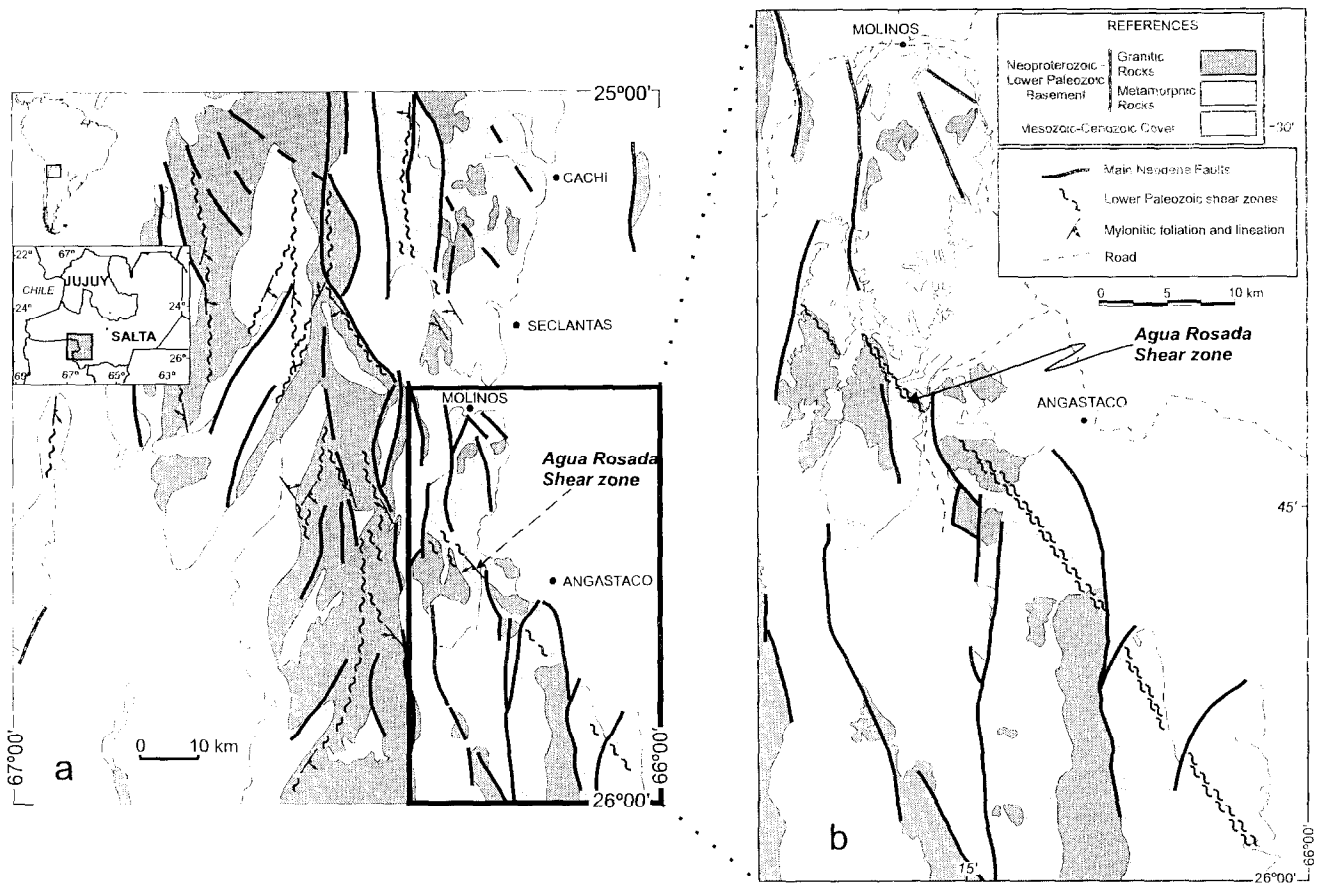 25°00'
CACHI
SECLANTAS
-22°
67°
CHILE
JUJUY
-24°
24°
SALTA
26°
69°
67°
65°
63°
MOLINOS
Agua Rosada
Shear zone
ANGASTACO
0 10 km
a
67°00'
66°00'
26°00'
MOLINOS
REFERENCES
Neoproterozoic -
Lower Paleozoic
Basement
Granitic
Rocks
Metamorphic
Rocks
Mesozoic-Cenozoic Cover
Main Neogene Faults
Lower Paleozoic shear zones
Mylonitic foliation and lineation
Road
0 5 10 km
30'
Agua Rosada
Shear zone
ANGASTACO
45'
b
15'
66°00'
26°00'